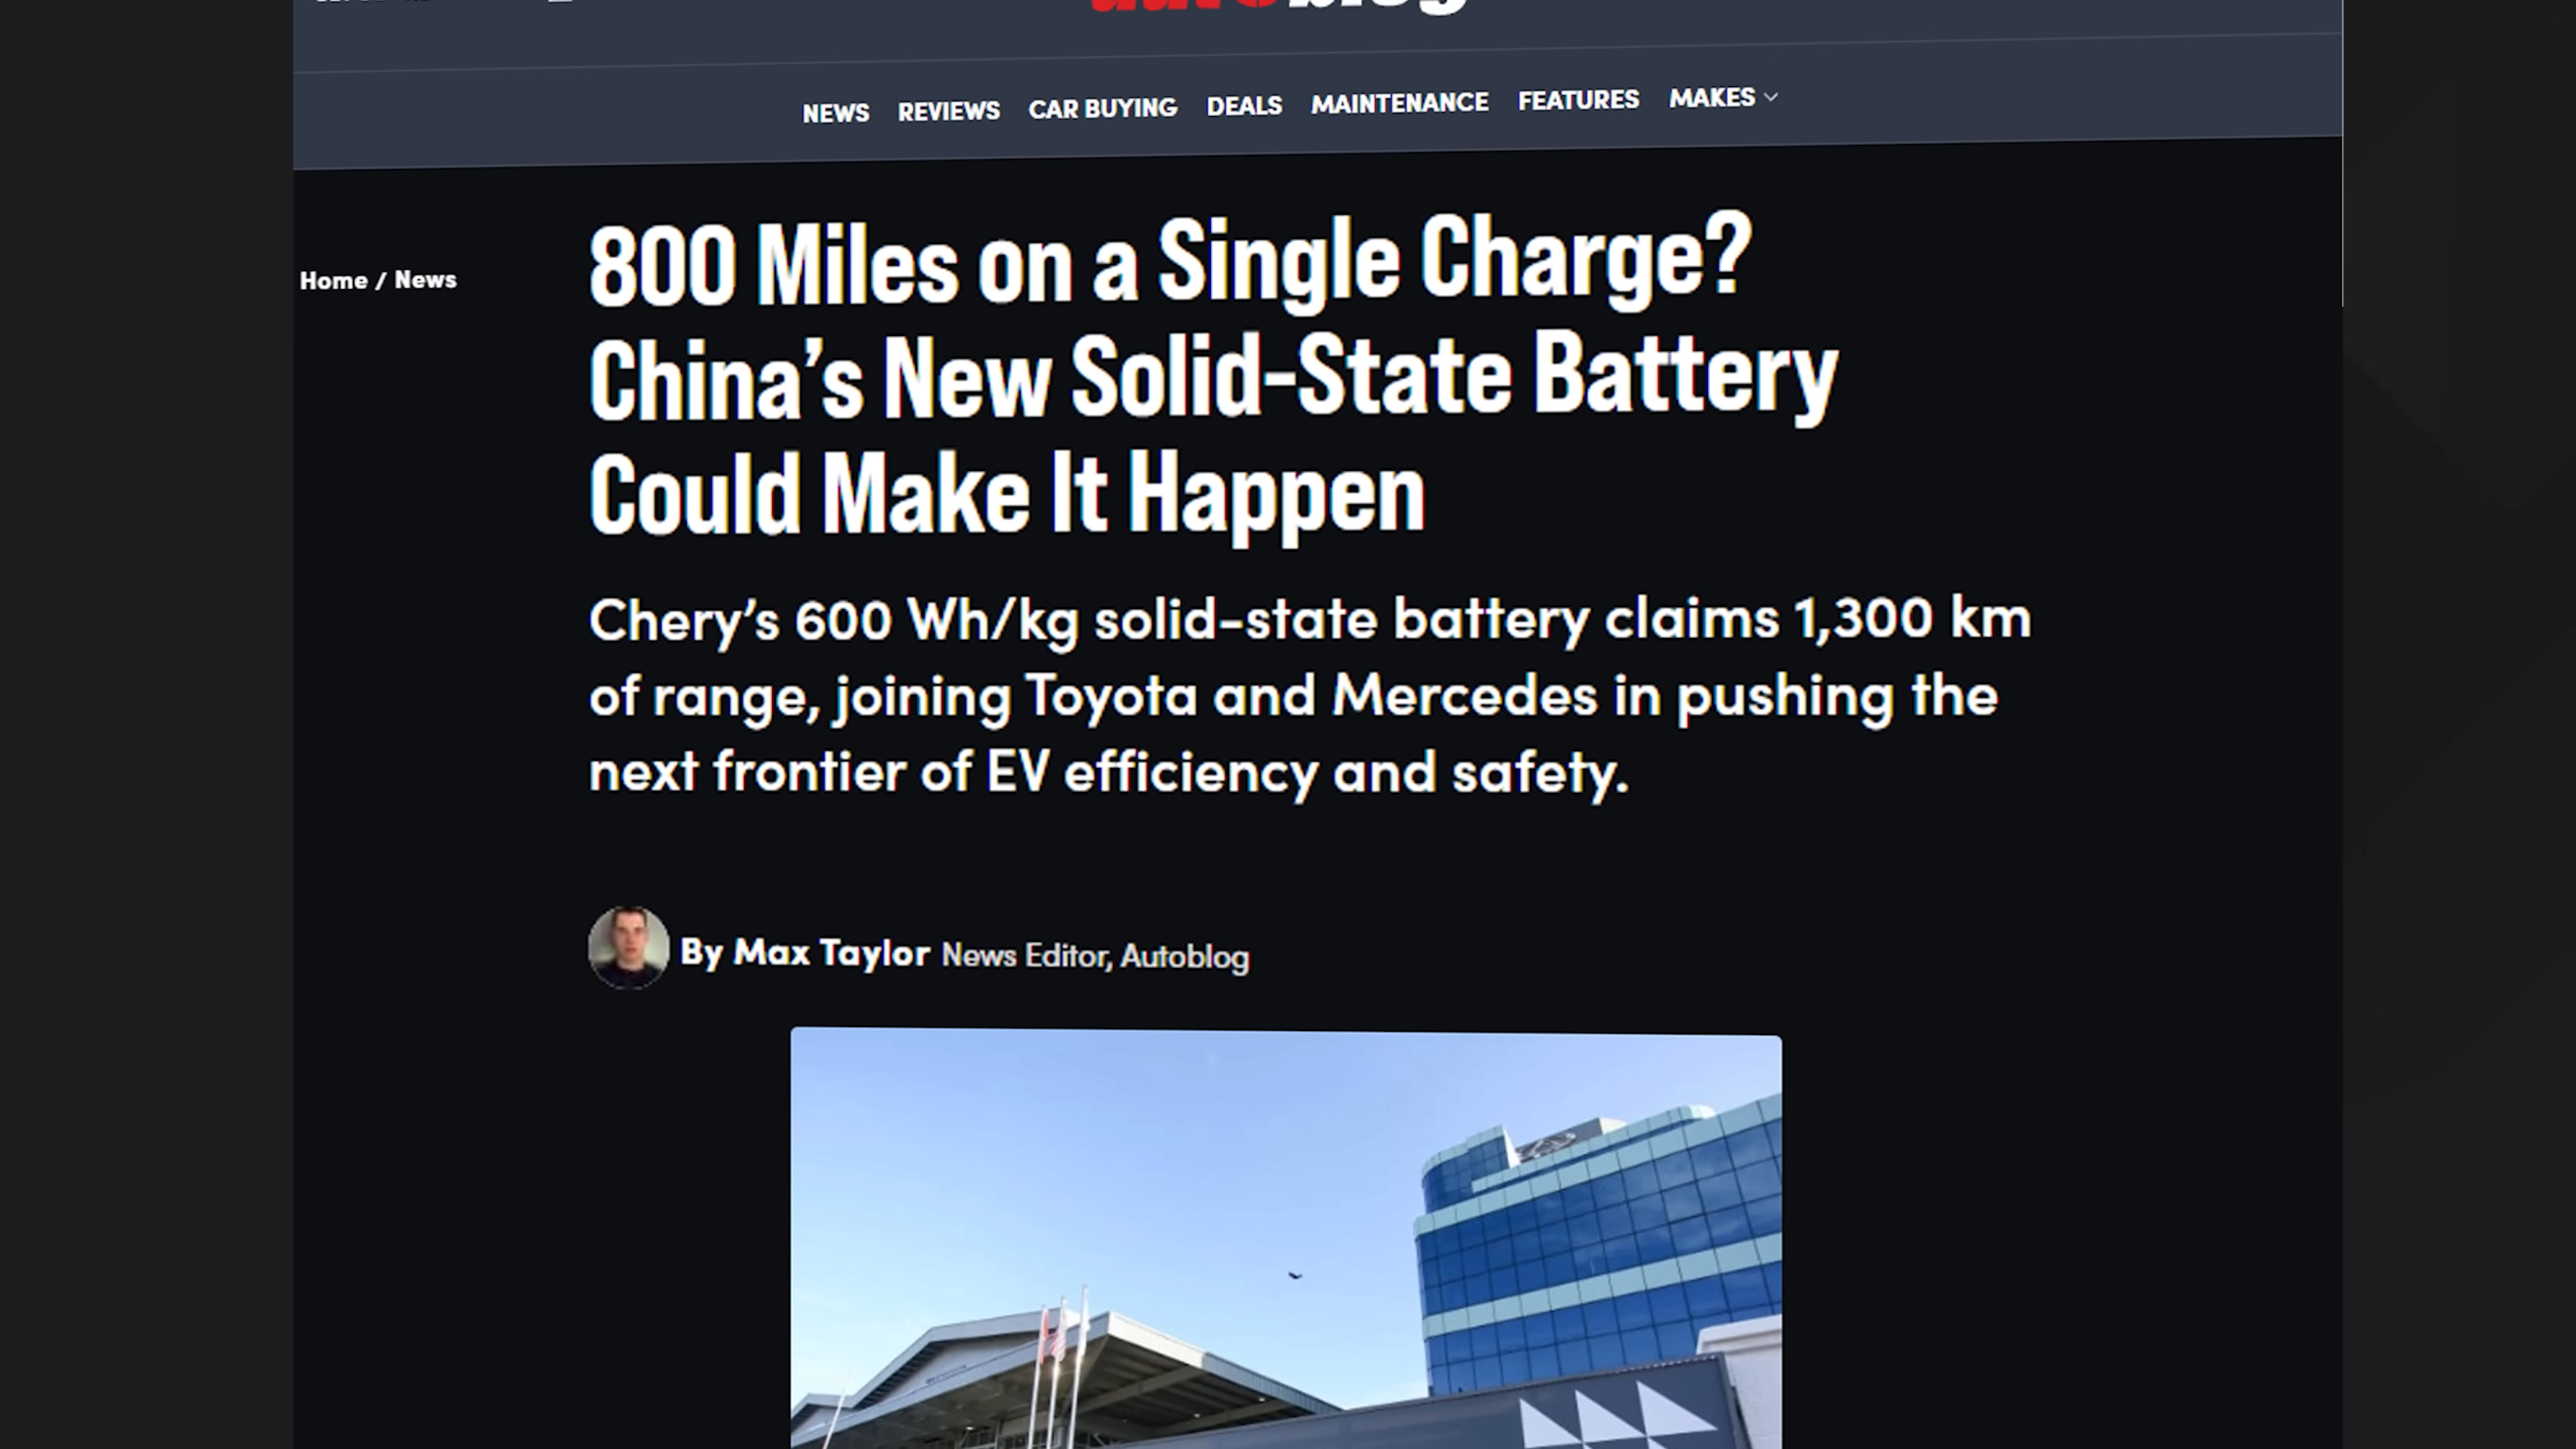 autoblog
NEWS REVIEWS CAR BUYING DEALS MAINTENANCE FEATURES MAKES
Home / News
800 Miles on a Single Charge?
China’s New Solid-State Battery
Could Make It Happen
Chery’s 600 Wh/kg solid-state battery claims 1,300 km
of range, joining Toyota and Mercedes in pushing the
next frontier of EV efficiency and safety.
By Max Taylor News Editor, Autoblog